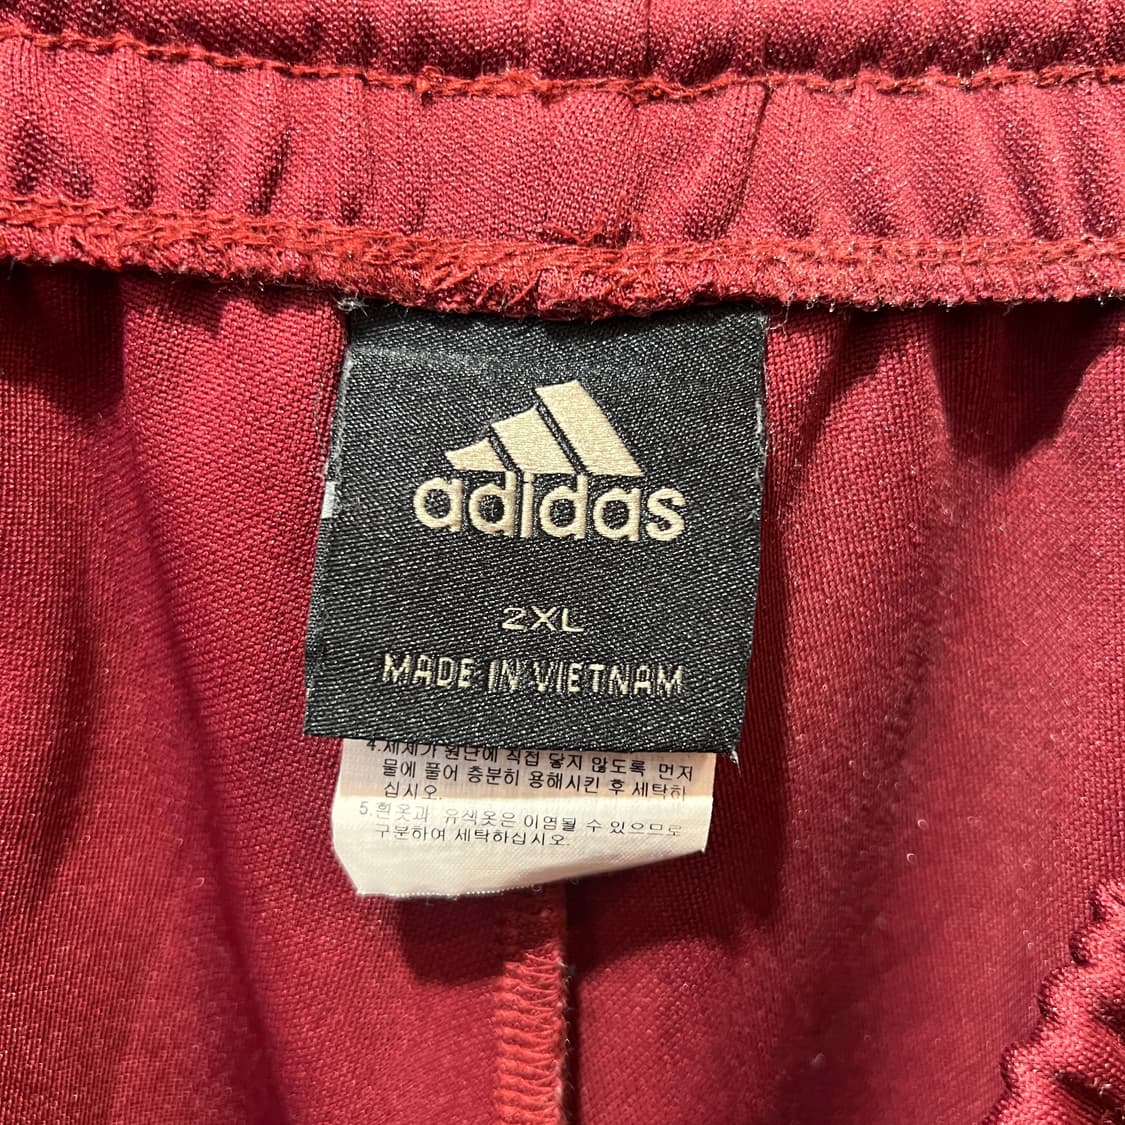 adidas
2XL
MADE IN VIETNAM
4.세제가 원단에 직접 닿지 않도록 먼저
물에 풀어 충분히 용해시킨 후 세탁하
십시오.
5.흰옷과 유색옷은 이염될 수 있으므로
구분하여 세탁하십시오.